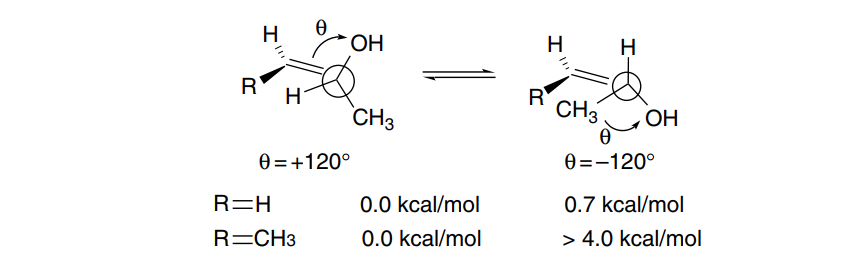 H θ OH
R H CH3
H H
R CH3 θ OH
θ=+120° θ=−120°
R=H 0.0 kcal/mol 0.7 kcal/mol
R=CH3 0.0 kcal/mol > 4.0 kcal/mol